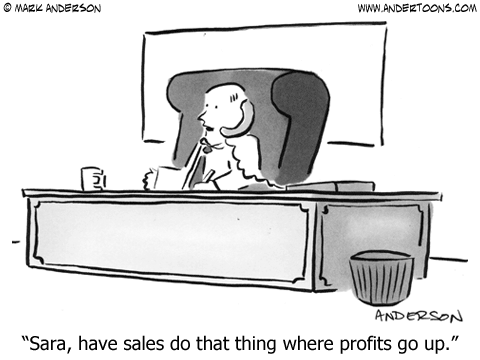 © MARK ANDERSON
WWW.ANDERTOONS.COM
ANDERSON
“Sara, have sales do that thing where profits go up.”